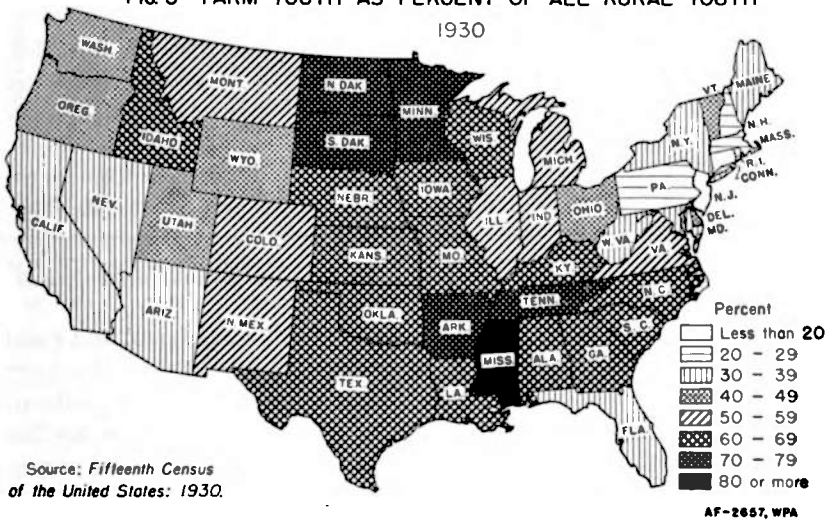 FIG. 8 FARM YOUTH AS PERCENT OF ALL RURAL YOUTH
1930
WASH.
OREG.
CALIF.
NEV.
IDAHO
MONT.
WYO.
UTAH
COLO.
ARIZ.
N. MEX.
N. DAK.
S. DAK.
NEBR.
KANS.
OKLA.
TEX.
MINN.
IOWA
MO.
ARK.
LA.
WIS.
ILL.
MICH.
IND.
OHIO
KY.
TENN.
MISS.
ALA.
GA.
FLA.
S. C.
N. C.
VA.
W. VA.
PA.
N.Y.
VT.
MAINE
N.H.
MASS.
R.I.
CONN.
N.J.
DEL.
MD.
Percent
Less than 20
20 - 29
30 - 39
40 - 49
50 - 59
60 - 69
70 - 79
80 or more
Source: Fifteenth Census
of the United States: 1930.
AF-2657, WPA